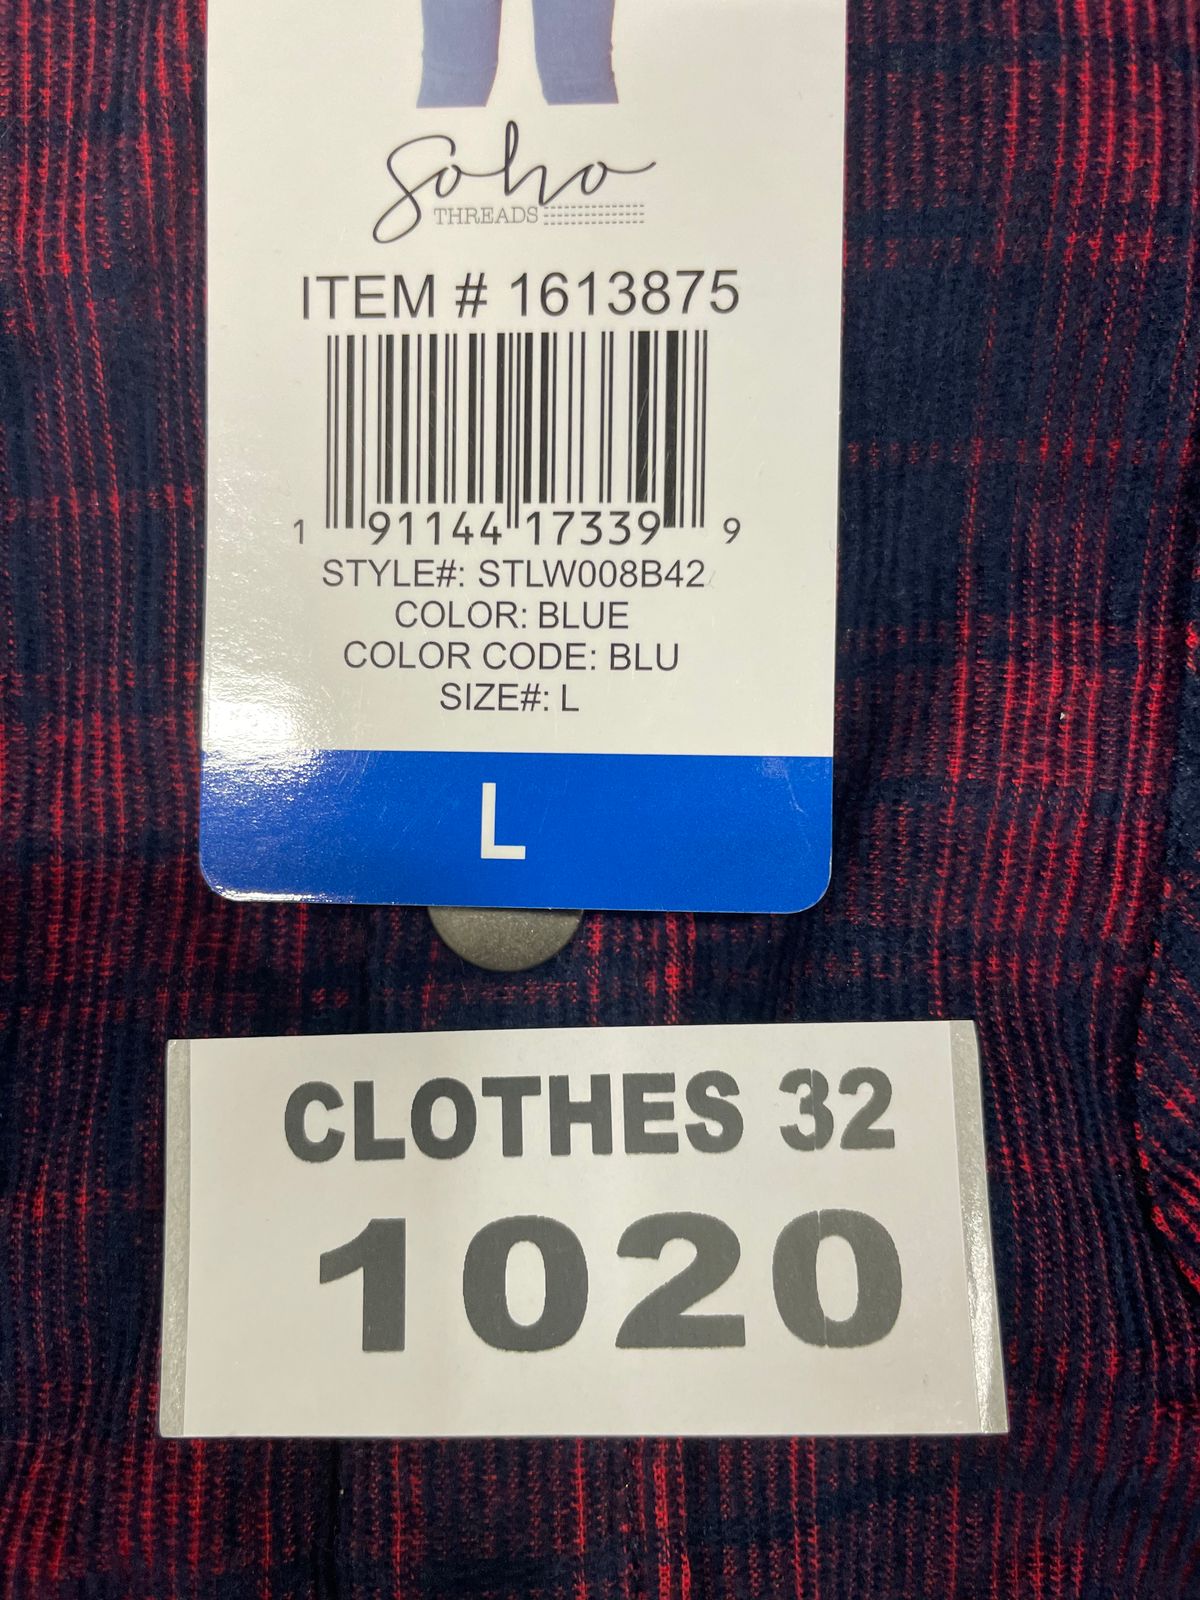 Soho
THREADS
ITEM # 1613875
1 91144 17339 9
STYLE#: STLW008B42
COLOR: BLUE
COLOR CODE: BLU
SIZE#: L
L
CLOTHES 32
1020